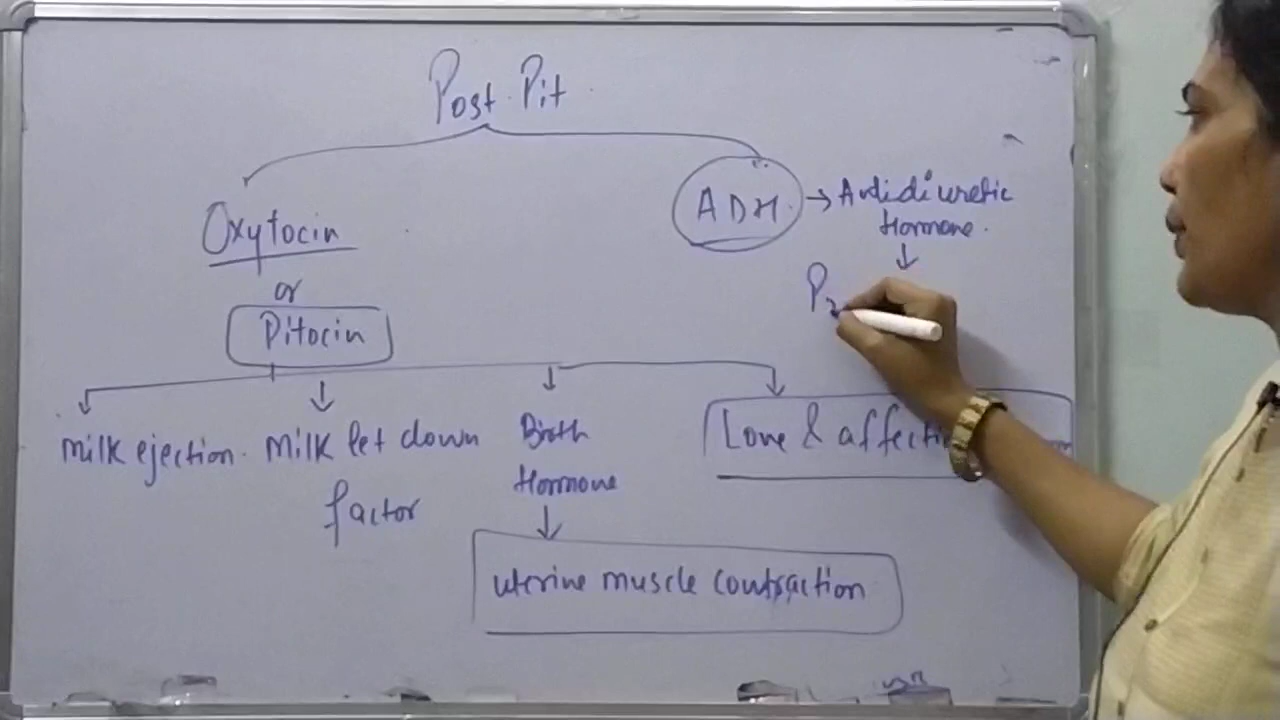 Post. Pit.
Oxytocin
or
Pitocin
ADH. → Antidiuretic
Hormone.
milk ejection.
milk let down
factor
Birth
Hormone
uterine muscle contraction
Love & affecti